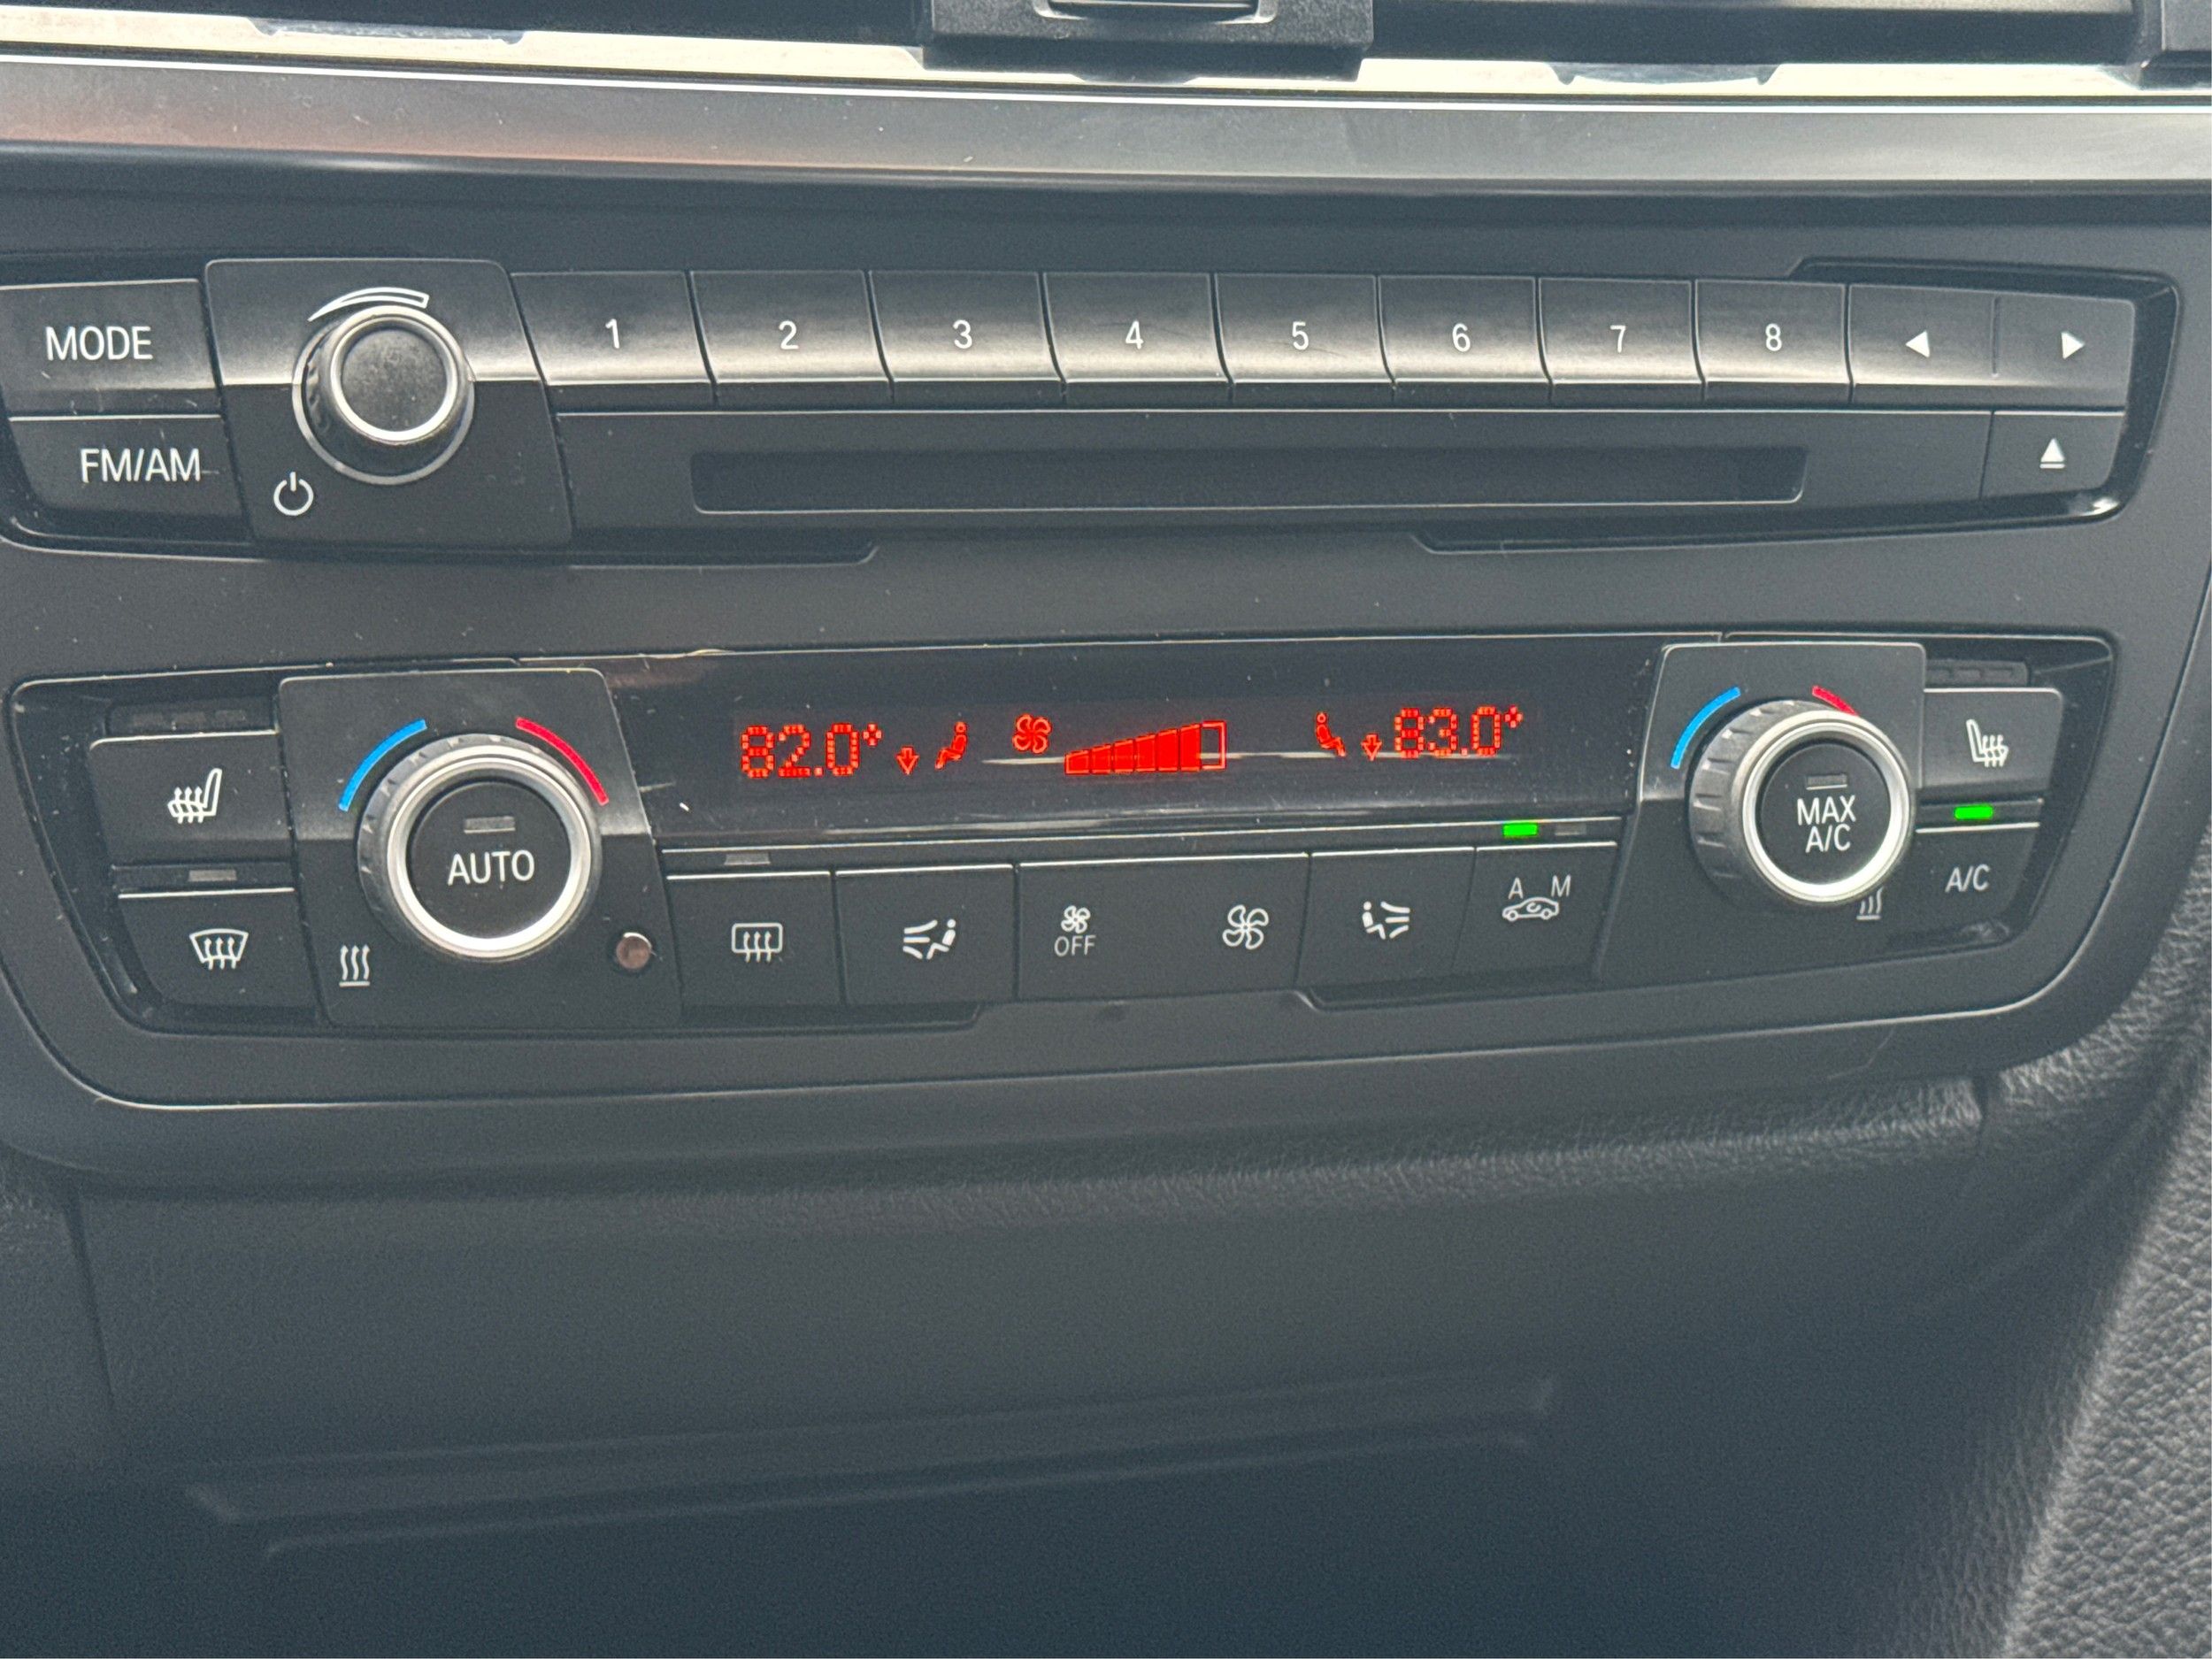 MODE
1 2 3 4 5 6 7 8
FM/AM
82.0°
83.0°
AUTO
OFF
A M
MAX
A/C
A/C